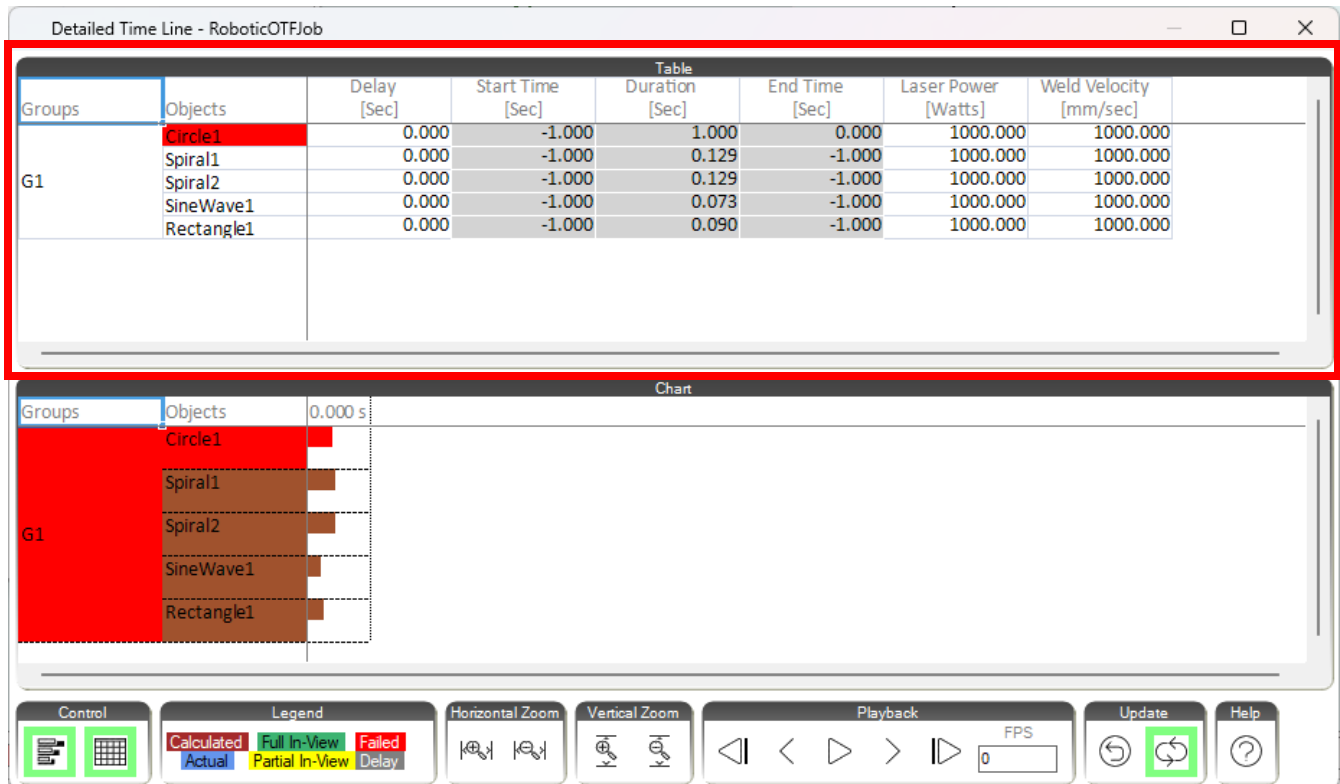 Detailed Time Line - RoboticOTFJob
Table
Groups Objects Delay [Sec] Start Time [Sec] Duration [Sec] End Time [Sec] Laser Power [Watts] Weld Velocity [mm/sec]
Circle1 0.000 -1.000 1.000 0.000 1000.000 1000.000
Spiral1 0.000 -1.000 0.129 -1.000 1000.000 1000.000
G1 Spiral2 0.000 -1.000 0.129 -1.000 1000.000 1000.000
SineWave1 0.000 -1.000 0.073 -1.000 1000.000 1000.000
Rectangle1 0.000 -1.000 0.090 -1.000 1000.000 1000.000
Chart
Groups Objects 0.000 s
Circle1
Spiral1
G1 Spiral2
SineWave1
Rectangle1
Control Legend Horizontal Zoom Vertical Zoom Playback Update Help
Calculated Full In-View Failed
Actual Partial In-View Delay
FPS
0